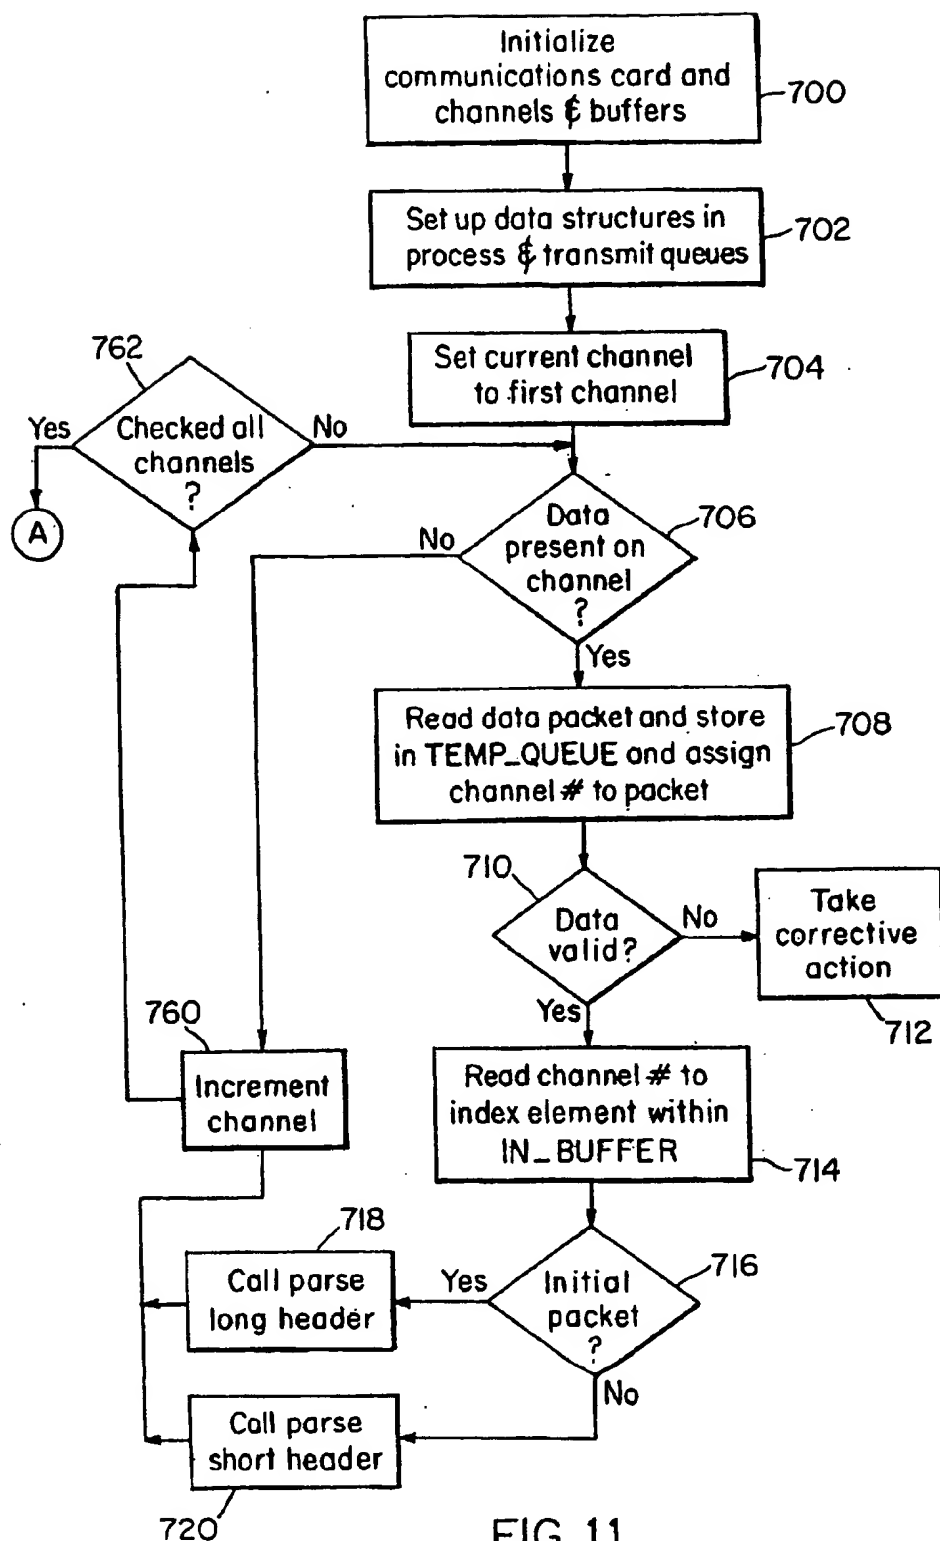 Initialize
communications card and
channels & buffers
700
Set up data structures in
process & transmit queues
702
Set current channel
to first channel
704
762
Checked all
channels
?
Yes
No
A
Data
present on
channel
?
706
No
Yes
Read data packet and store
in TEMP_QUEUE and assign
channel # to packet
708
710
Data
valid?
No
Take
corrective
action
712
Yes
760
Increment
channel
Read channel # to
index element within
IN_BUFFER
714
718
Call parse
long header
Yes
Initial
packet
?
716
No
Call parse
short header
720
FIG. 11